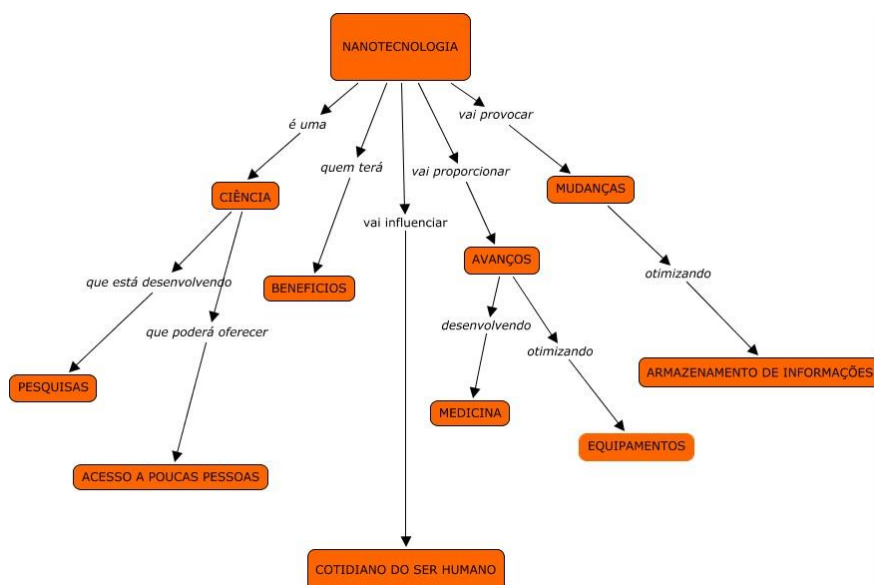 NANOTECNOLOGIA
vai provocar
é uma
quem terá
vai proporcionar
MUDANÇAS
CIÊNCIA
vai influenciar
AVANÇOS
otimizando
que está desenvolvendo
BENEFICIOS
que poderá oferecer
desenvolvendo
otimizando
ARMAZENAMENTO DE INFORMAÇÕES
PESQUISAS
MEDICINA
EQUIPAMENTOS
ACESSO A POUCAS PESSOAS
COTIDIANO DO SER HUMANO